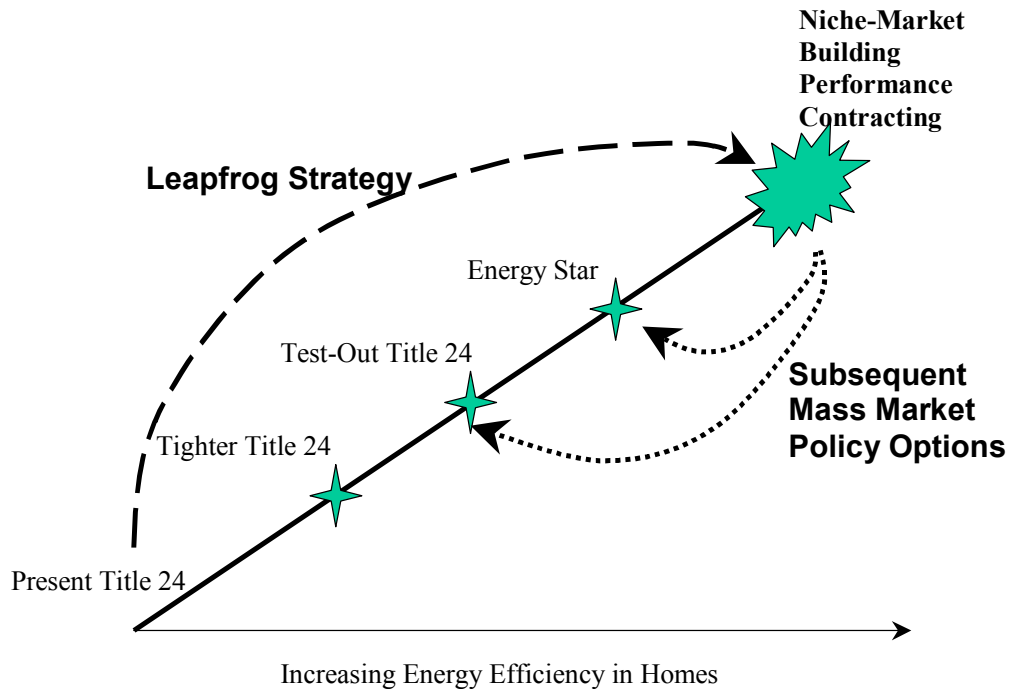 Niche-Market
Building
Performance
Contracting
Leapfrog Strategy
Energy Star
Test-Out Title 24
Subsequent
Mass Market
Policy Options
Tighter Title 24
Present Title 24
Increasing Energy Efficiency in Homes